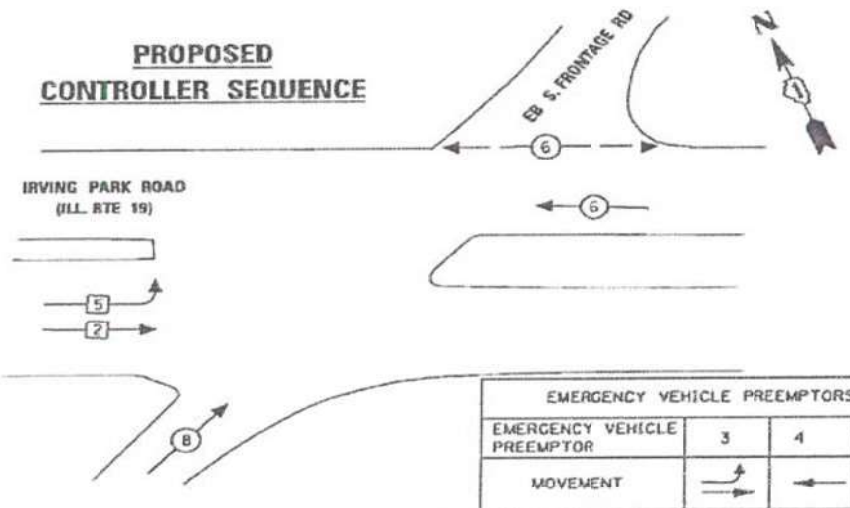 PROPOSED
CONTROLLER SEQUENCE
EB S. FRONTAGE RD
N
1
6
IRVING PARK ROAD
(ILL. RTE 19)
6
5
2
8
EMERGENCY VEHICLE PREEMPTORS
EMERGENCY VEHICLE
PREEMPTOR
3
4
MOVEMENT